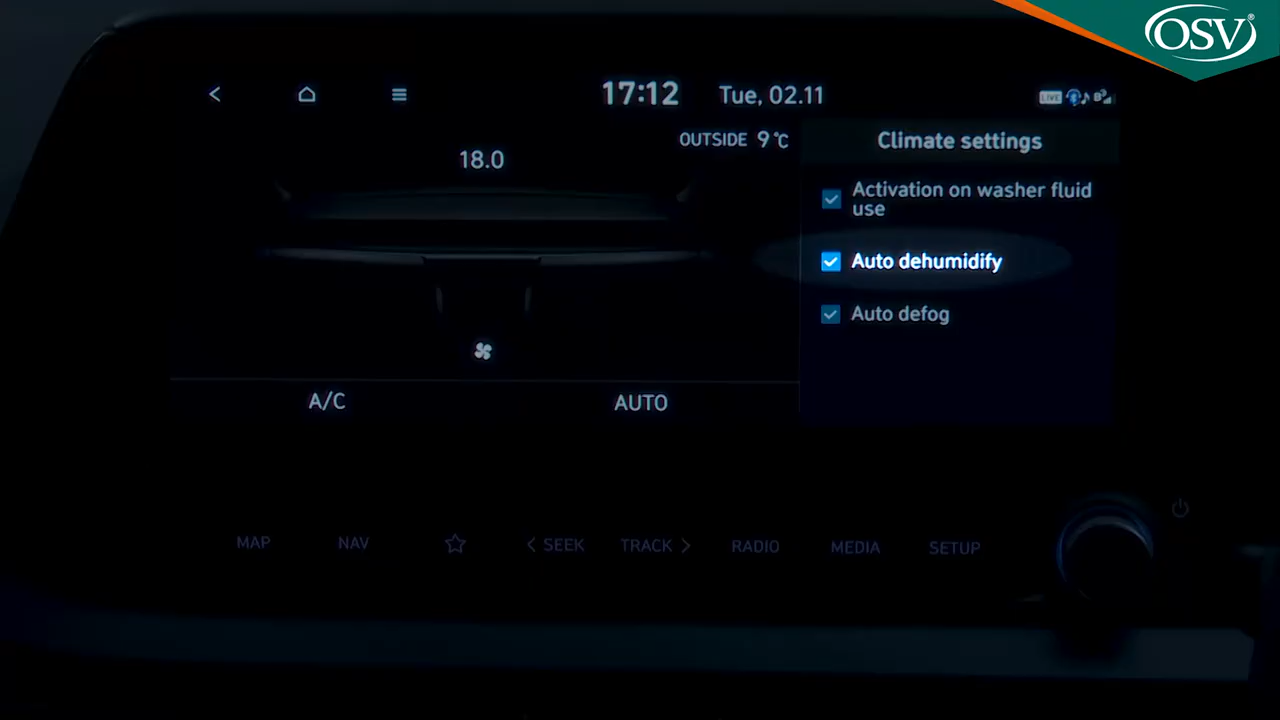 OSV®
17:12 Tue, 02.11
LIVE
OUTSIDE 9°C
18.0
Climate settings
Activation on washer fluid
use
Auto dehumidify
Auto defog
A/C AUTO
MAP NAV < SEEK TRACK > RADIO MEDIA SETUP